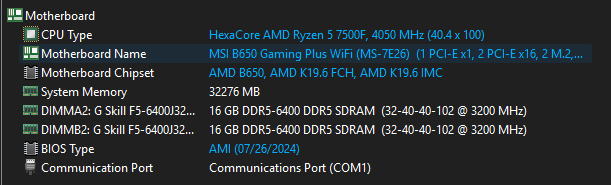 Motherboard
CPU Type HexaCore AMD Ryzen 5 7500F, 4050 MHz (40.4 x 100)
Motherboard Name MSI B650 Gaming Plus WiFi (MS-7E26) (1 PCI-E x1, 2 PCI-E x16, 2 M.2,...
Motherboard Chipset AMD B650, AMD K19.6 FCH, AMD K19.6 IMC
System Memory 32276 MB
DIMMA2: G Skill F5-6400J32... 16 GB DDR5-6400 DDR5 SDRAM (32-40-40-102 @ 3200 MHz)
DIMMB2: G Skill F5-6400J32... 16 GB DDR5-6400 DDR5 SDRAM (32-40-40-102 @ 3200 MHz)
BIOS Type AMI (07/26/2024)
Communication Port Communications Port (COM1)